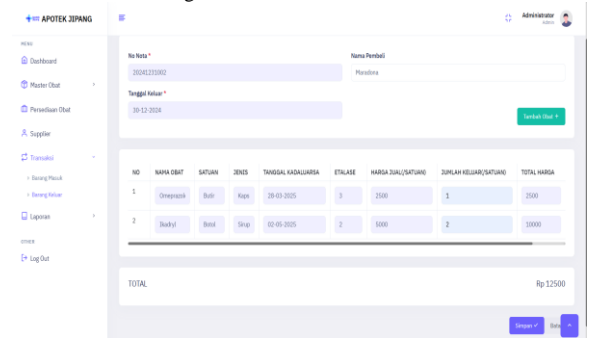 APOTEK JIPANG
Administrator
Admin
MENU
Dashboard
Master Obat
Persediaan Obat
Supplier
Transaksi
Barang Masuk
Barang Keluar
Laporan
OTHER
Log Out
No Nota *
Nama Pembeli
20241231002
Maradona
Tanggal Keluar *
30-12-2024
Tambah Obat +
NO NAMA OBAT SATUAN JENIS TANGGAL KADALUARSA ETALASE HARGA JUAL(/SATUAN) JUMLAH KELUAR(/SATUAN) TOTAL HARGA
1 Omeprazole Butir Kaps 28-03-2025 3 2500 1 2500
2 Botol Sirup 02-05-2025 2 5000 2 10000
TOTAL Rp 12500
Simpan ✓